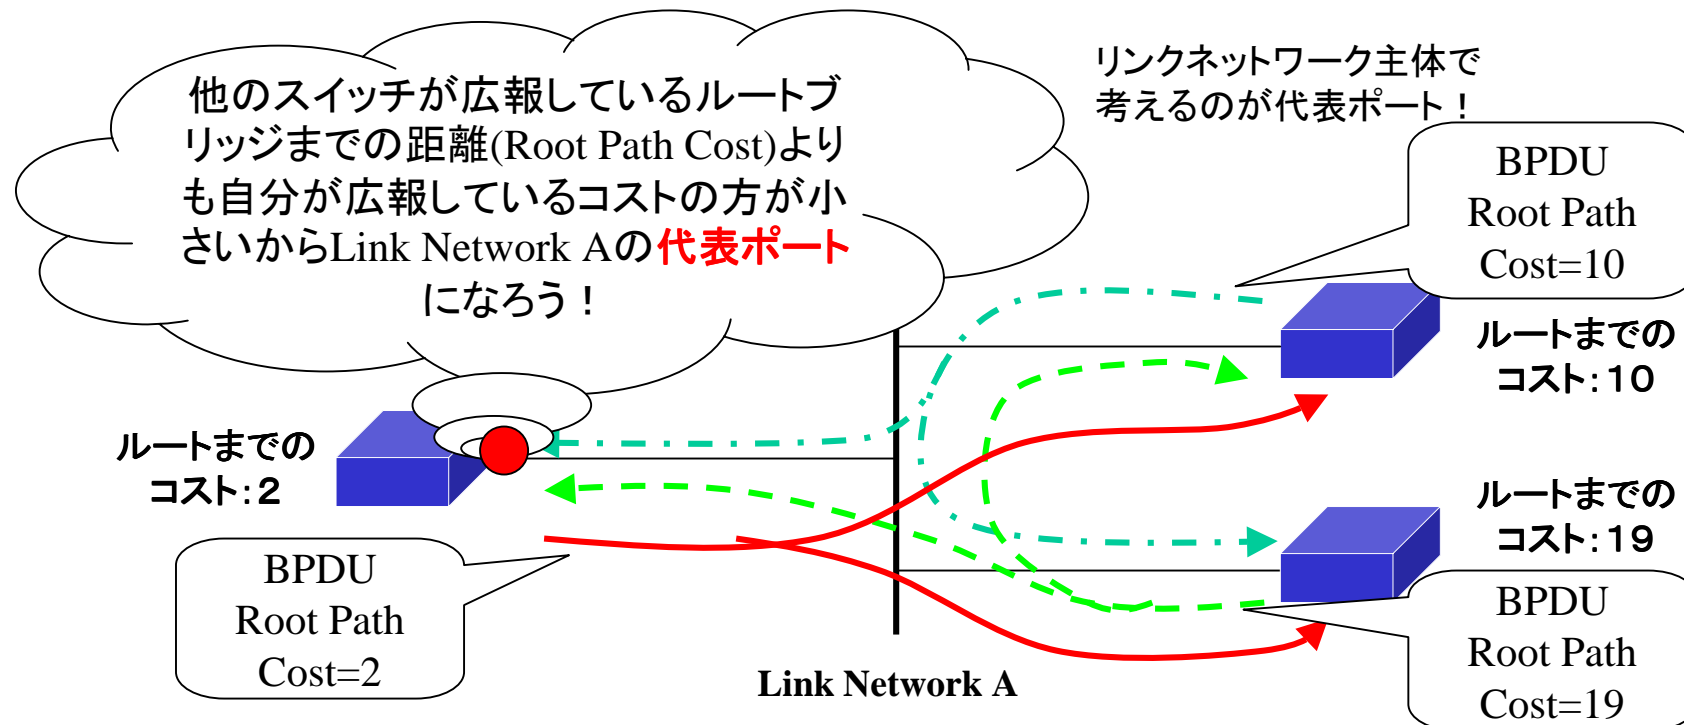 他のスイッチが広報しているルートブ
リッジまでの距離(Root Path Cost)より
も自分が広報しているコストの方が小
さいからLink Network Aの代表ポート
になろう！
リンクネットワーク主体で
考えるのが代表ポート！
BPDU
Root Path
Cost=10
ルートまでの
コスト：１０
ルートまでの
コスト：２
ルートまでの
コスト：１９
BPDU
Root Path
Cost=2
BPDU
Root Path
Cost=19
Link Network A